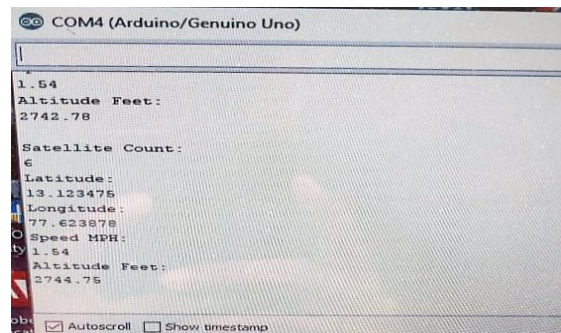 COM4 (Arduino/Genuino Uno)
1.54
Altitude Feet:
2742.78
Satellite Count:
6
Latitude:
13.123475
Longitude:
77.623878
Speed MPH:
1.54
Altitude Feet:
2744.75
Autoscroll Show timestamp